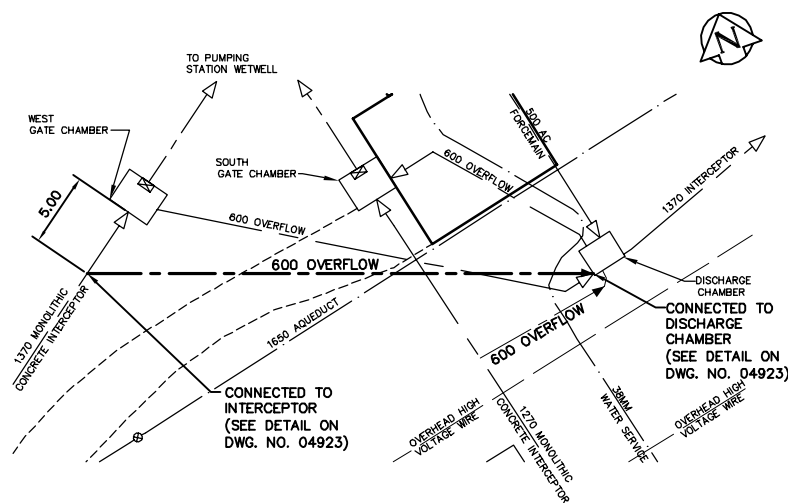 N
TO PUMPING
STATION WETWELL
WEST
GATE CHAMBER
SOUTH
GATE CHAMBER
500 AC
FORCEMAIN
600 OVERFLOW
1370 INTERCEPTOR
5.00
600 OVERFLOW
600 OVERFLOW
1370 MONOLITHIC
CONCRETE INTERCEPTOR
1650 AQUEDUCT
DISCHARGE
CHAMBER
600 OVERFLOW
CONNECTED TO
DISCHARGE
CHAMBER
(SEE DETAIL ON
DWG. NO. 04923)
CONNECTED TO
INTERCEPTOR
(SEE DETAIL ON
DWG. NO. 04923)
OVERHEAD HIGH
VOLTAGE WIRE
1270 MONOLITHIC
CONCRETE INTERCEPTOR
38MM
WATER SERVICE
OVERHEAD HIGH
VOLTAGE WIRE